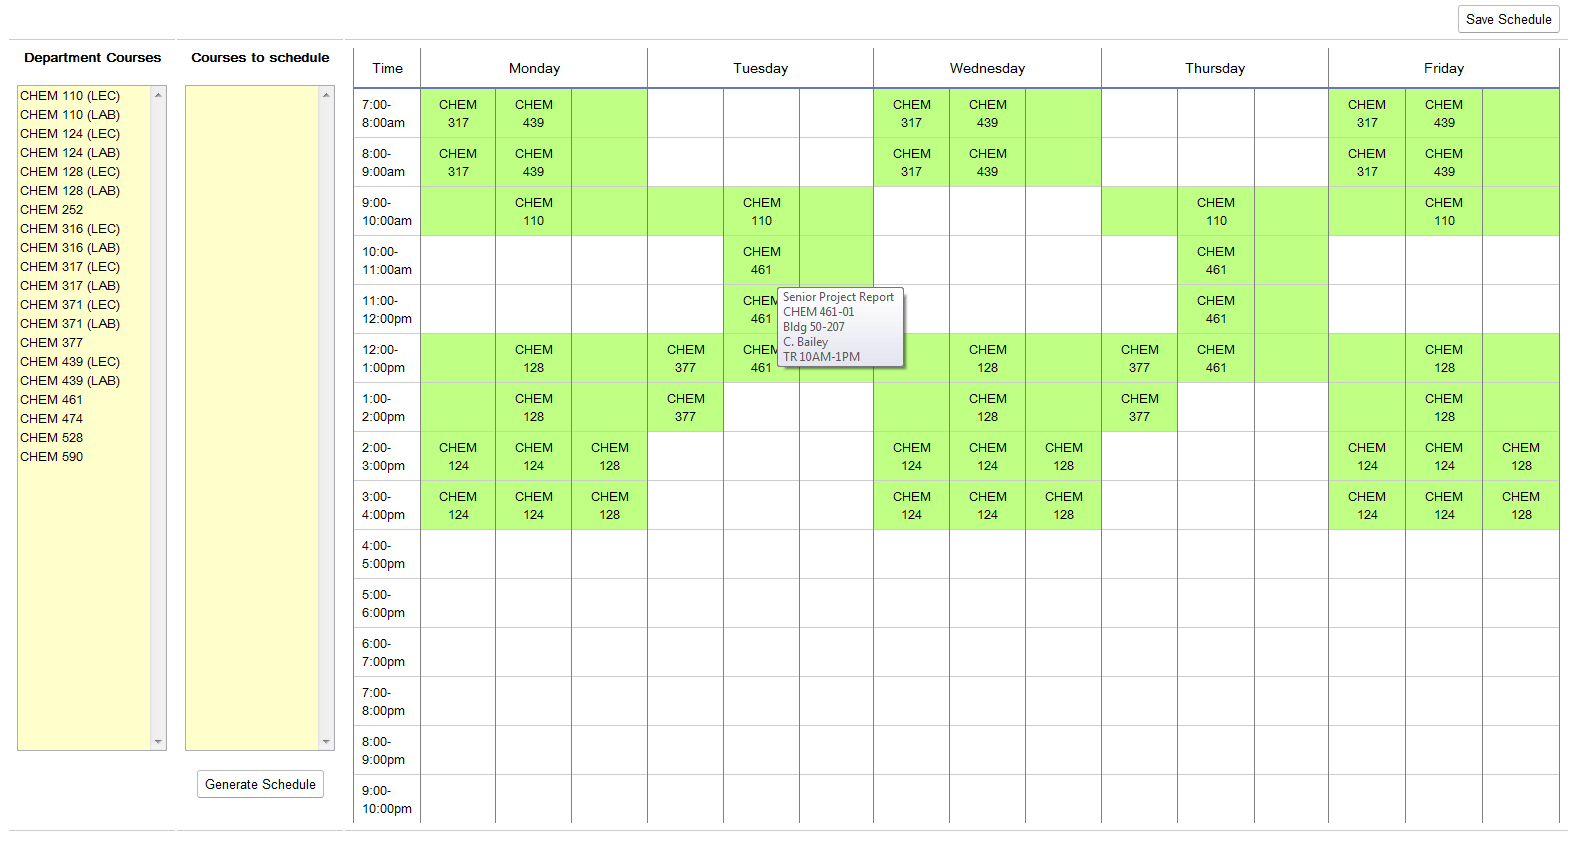 Save Schedule
Department Courses
CHEM 110 (LEC)
CHEM 110 (LAB)
CHEM 124 (LEC)
CHEM 124 (LAB)
CHEM 128 (LEC)
CHEM 128 (LAB)
CHEM 252
CHEM 316 (LEC)
CHEM 316 (LAB)
CHEM 317 (LEC)
CHEM 317 (LAB)
CHEM 371 (LEC)
CHEM 371 (LAB)
CHEM 377
CHEM 439 (LEC)
CHEM 439 (LAB)
CHEM 461
CHEM 474
CHEM 528
CHEM 590
Courses to schedule
Generate Schedule
Time Monday Tuesday Wednesday Thursday Friday
7:00- CHEM CHEM CHEM CHEM CHEM CHEM
8:00am 317 439 317 439 317 439
8:00- CHEM CHEM CHEM CHEM CHEM CHEM
9:00am 317 439 317 439 317 439
9:00- CHEM CHEM CHEM CHEM
10:00am 110 110 110 110
10:00- CHEM CHEM
11:00am 461 461
11:00- CHEM CHEM
12:00pm 461 461
Senior Project Report
CHEM 461-01
Bldg 50-207
C. Bailey
TR 10AM-1PM
12:00- CHEM CHEM CHEM CHEM CHEM CHEM CHEM
1:00pm 128 377 461 128 377 461 128
1:00- CHEM CHEM CHEM CHEM CHEM
2:00pm 128 377 128 377 128
2:00- CHEM CHEM CHEM CHEM CHEM CHEM CHEM CHEM CHEM
3:00pm 124 124 128 124 124 128 124 124 128
3:00- CHEM CHEM CHEM CHEM CHEM CHEM CHEM CHEM CHEM
4:00pm 124 124 128 124 124 128 124 124 128
4:00-
5:00pm
5:00-
6:00pm
6:00-
7:00pm
7:00-
8:00pm
8:00-
9:00pm
9:00-
10:00pm